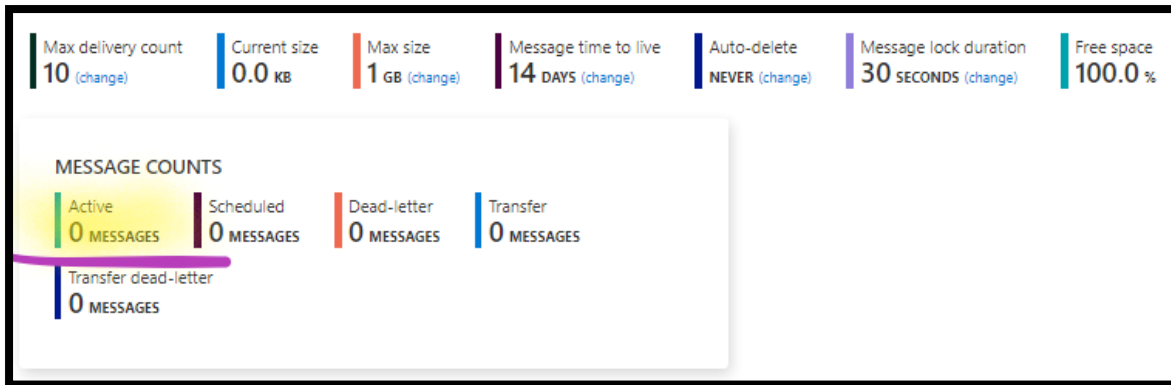 Max delivery count
10 (change)
Current size
0.0 KB
Max size
1 GB (change)
Message time to live
14 DAYS (change)
Auto-delete
NEVER (change)
Message lock duration
30 SECONDS (change)
Free space
100.0 %
MESSAGE COUNTS
Active
0 MESSAGES
Scheduled
0 MESSAGES
Dead-letter
0 MESSAGES
Transfer
0 MESSAGES
Transfer dead-letter
0 MESSAGES